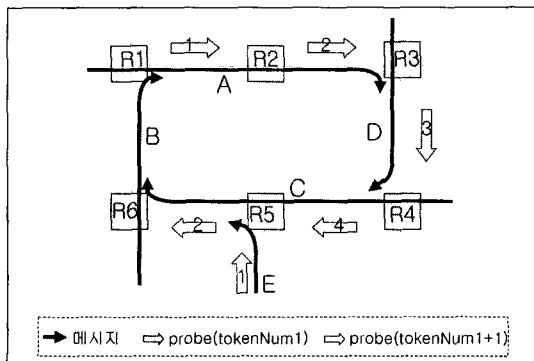 R1 1 R2 2 R3
A
B D 3
C
R6 2 R5 4 R4
1 E
메시지 probe(tokenNum1) probe(tokenNum1+1)